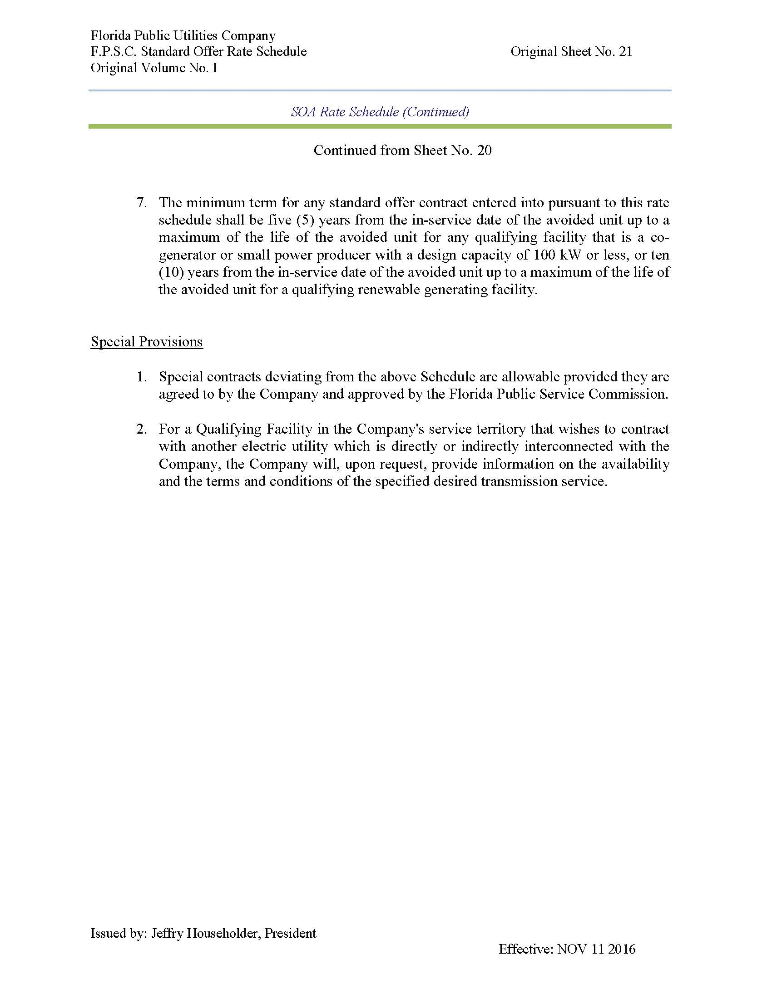 Florida Public Utilities Company
F.P.S.C. Standard Offer Rate Schedule Original Sheet No. 21
Original Volume No. I
SOA Rate Schedule (Continued)
Continued from Sheet No. 20
7. The minimum term for any standard offer contract entered into pursuant to this rate
schedule shall be five (5) years from the in-service date of the avoided unit up to a
maximum of the life of the avoided unit for any qualifying facility that is a co-
generator or small power producer with a design capacity of 100 kW or less, or ten
(10) years from the in-service date of the avoided unit up to a maximum of the life of
the avoided unit for a qualifying renewable generating facility.
Special Provisions
1. Special contracts deviating from the above Schedule are allowable provided they are
agreed to by the Company and approved by the Florida Public Service Commission.
2. For a Qualifying Facility in the Company's service territory that wishes to contract
with another electric utility which is directly or indirectly interconnected with the
Company, the Company will, upon request, provide information on the availability
and the terms and conditions of the specified desired transmission service.
Issued by: Jeffry Householder, President
Effective: NOV 11 2016